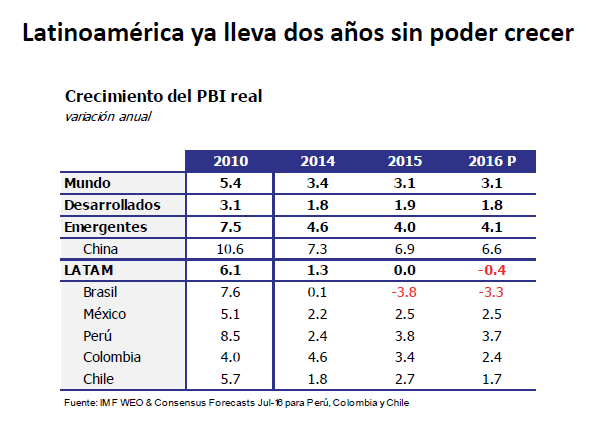 Latinoamérica ya lleva dos años sin poder crecer
Crecimiento del PBI real
variación anual
2010 2014 2015 2016 P
Mundo 5.4 3.4 3.1 3.1
Desarrollados 3.1 1.8 1.9 1.8
Emergentes 7.5 4.6 4.0 4.1
China 10.6 7.3 6.9 6.6
LATAM 6.1 1.3 0.0 -0.4
Brasil 7.6 0.1 -3.8 -3.3
México 5.1 2.2 2.5 2.5
Perú 8.5 2.4 3.8 3.7
Colombia 4.0 4.6 3.4 2.4
Chile 5.7 1.8 2.7 1.7
Fuente: IMF WEO & Consensus Forecasts Jul-16 para Perú, Colombia y Chile